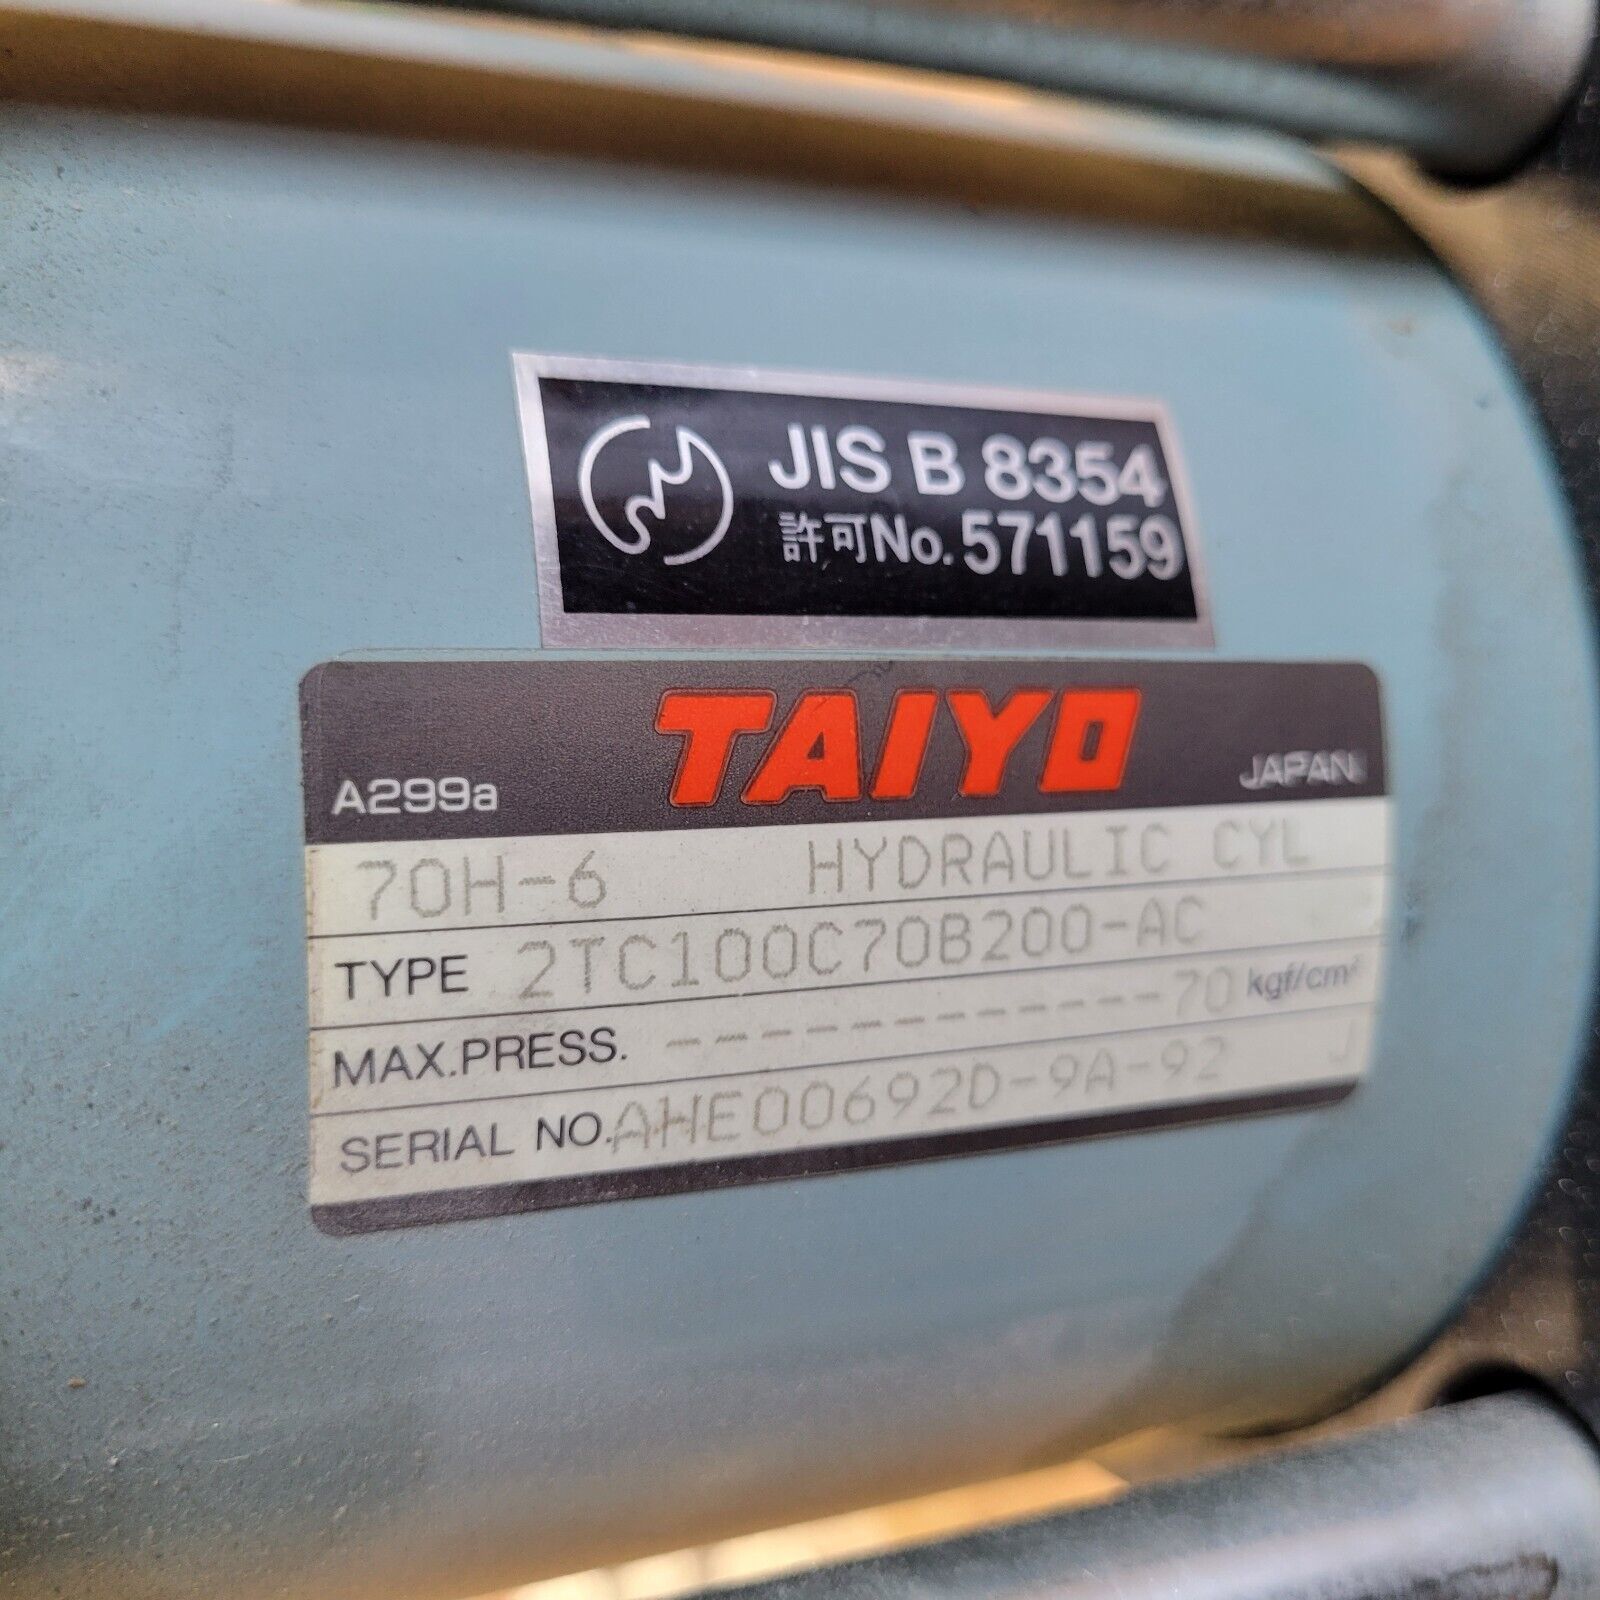 JIS B 8354
許可No. 571159
TAIYO
A299a
JAPAN
70H-6 HYDRAULIC CYL
TYPE 2TC100C70B200-AC
MAX.PRESS. -----------70 kgf/cm²
SERIAL NO. AHE00692D-9A-92 J